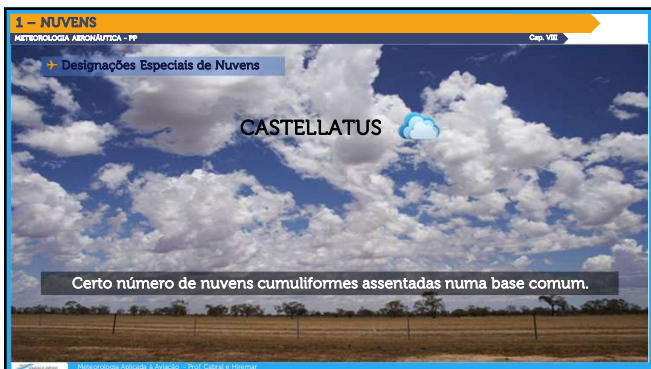 1 – NUVENS
METEOROLOGIA AERONÁUTICA - PP
Cap. VIII
Designações Especiais de Nuvens
CASTELLATUS
Certo número de nuvens cumuliformes assentadas numa base comum.
Meteorologia Aplicada à Aviação - Prof Cabral e Hiremar